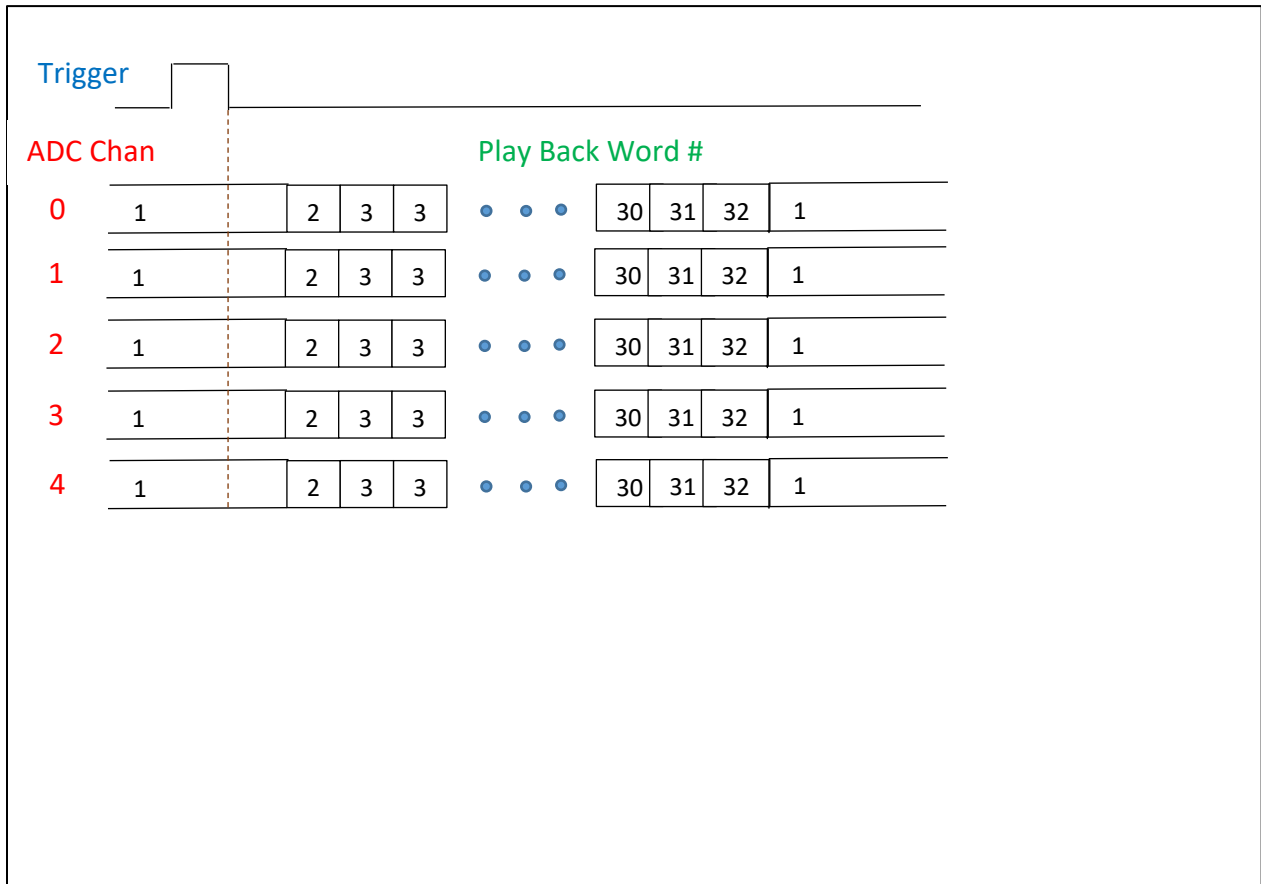 Trigger
ADC Chan Play Back Word #
0 1 2 3 3 30 31 32 1
1 1 2 3 3 30 31 32 1
2 1 2 3 3 30 31 32 1
3 1 2 3 3 30 31 32 1
4 1 2 3 3 30 31 32 1